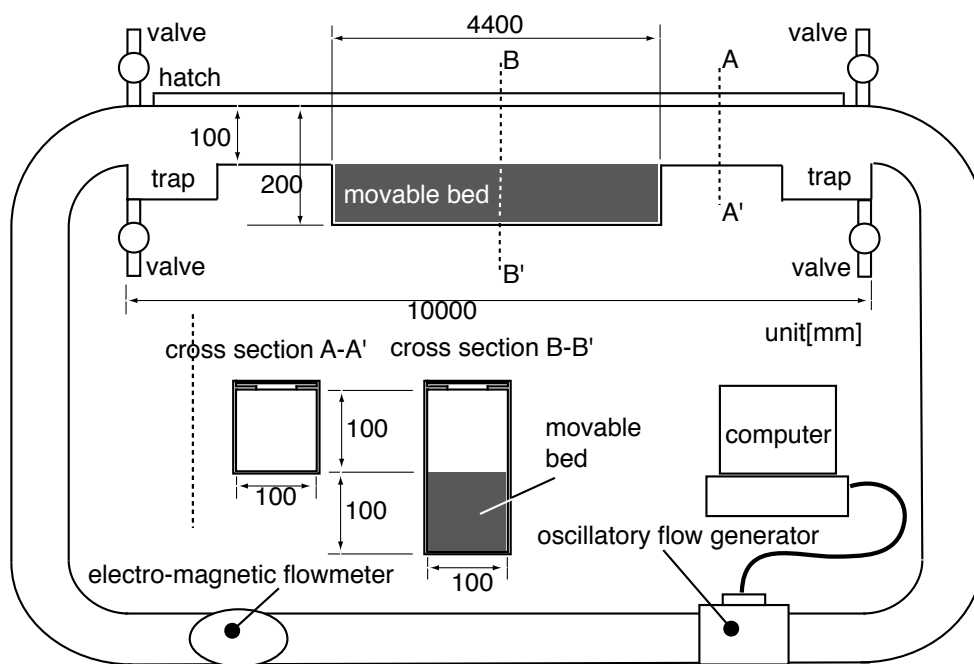 valve
4400
valve
B
A
hatch
100
200
trap
movable bed
trap
A'
valve
B'
valve
10000
unit[mm]
cross section A-A'
cross section B-B'
100
movable
bed
computer
100
100
oscillatory flow generator
electro-magnetic flowmeter
100